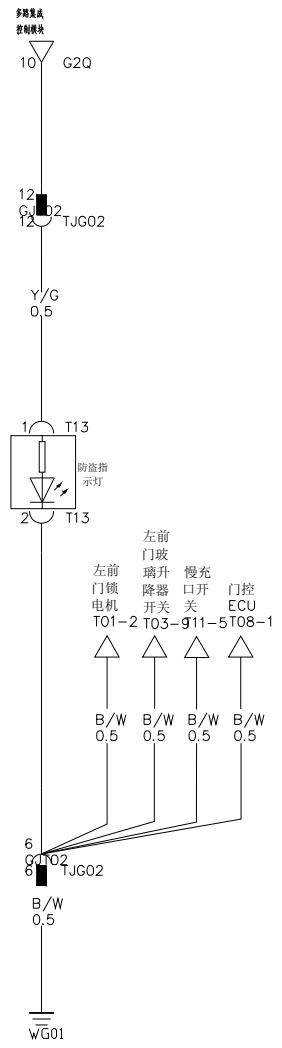 多路集成
控制模块
10 G2Q
12
GJ02
12 TJG02
Y/G
0.5
1 T13
防盗指
示灯
2 T13
左前
门锁
电机
T01-2
左前
门玻
璃升
降器
开关
T03-9
慢充
口开
关
T11-5
门控
ECU
T08-1
B/W
0.5
B/W
0.5
B/W
0.5
B/W
0.5
6
GJ02
6 TJG02
B/W
0.5
WG01